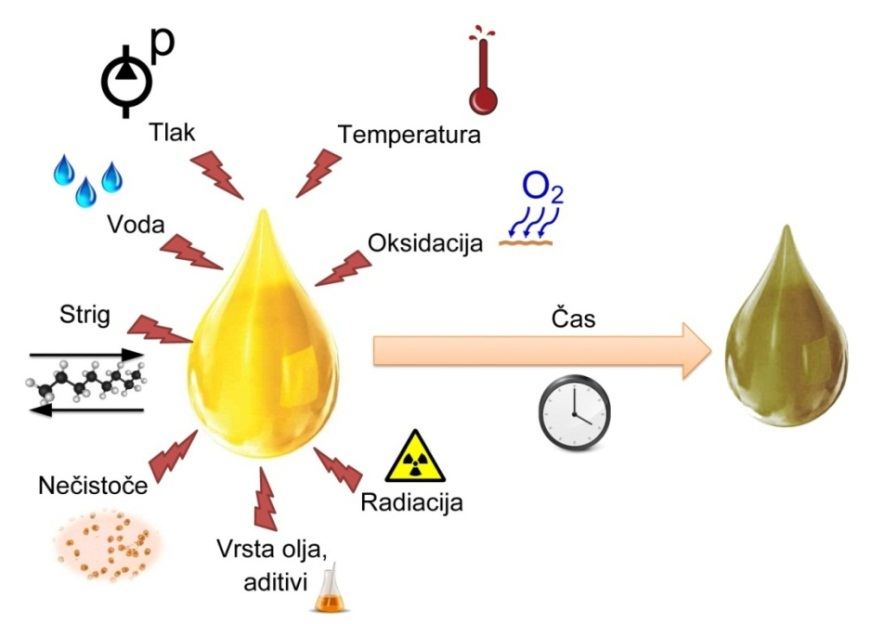 p
Tlak
Temperatura
Voda
O2
Oksidacija
Strig
Čas
Nečistoče
Radiacija
Vrsta olja,
aditivi